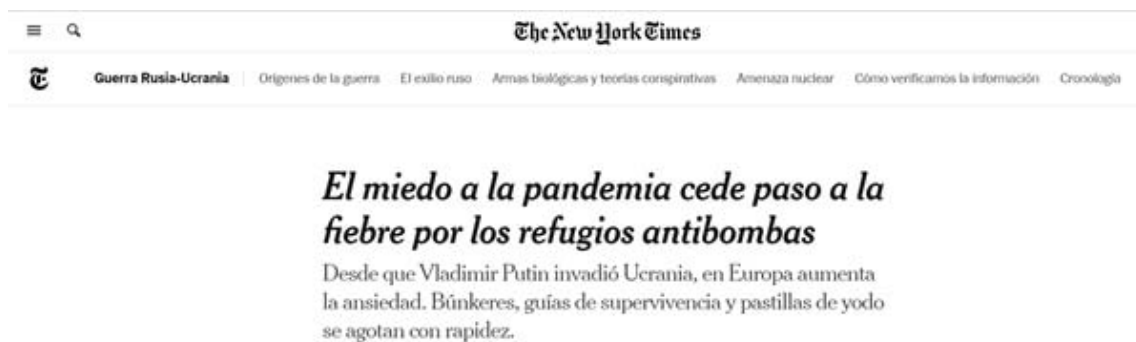 The New York Times
Guerra Rusia-Ucrania Orígenes de la guerra El exilio ruso Armas biológicas y teorías conspirativas Amenaza nuclear Cómo verificamos la información Cronología
El miedo a la pandemia cede paso a la
fiebre por los refugios antibombas
Desde que Vladimir Putin invadió Ucrania, en Europa aumenta
la ansiedad. Búnkeres, guías de supervivencia y pastillas de yodo
se agotan con rapidez.